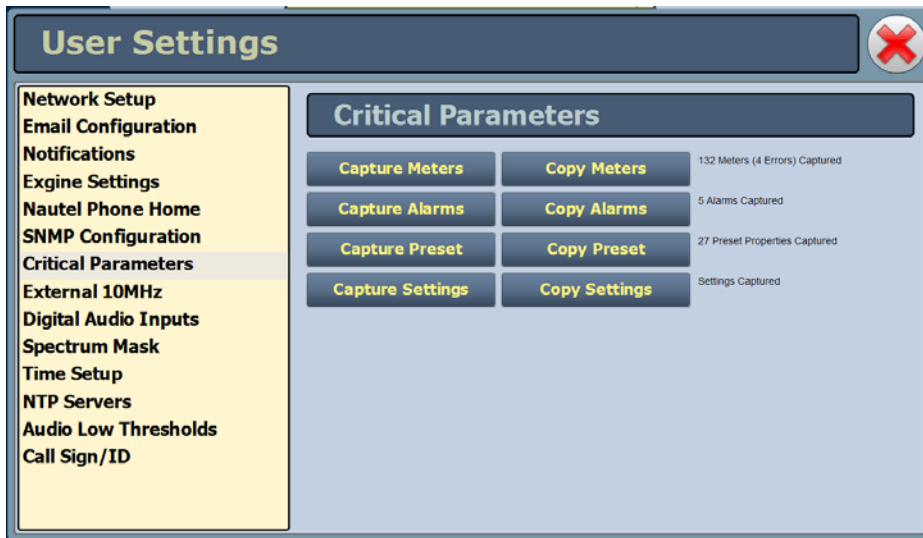 User Settings
Network Setup
Email Configuration
Notifications
Exgine Settings
Nautel Phone Home
SNMP Configuration
Critical Parameters
External 10MHz
Digital Audio Inputs
Spectrum Mask
Time Setup
NTP Servers
Audio Low Thresholds
Call Sign/ID
Critical Parameters
Capture Meters Copy Meters 132 Meters (4 Errors) Captured
Capture Alarms Copy Alarms 5 Alarms Captured
Capture Preset Copy Preset 27 Preset Properties Captured
Capture Settings Copy Settings Settings Captured